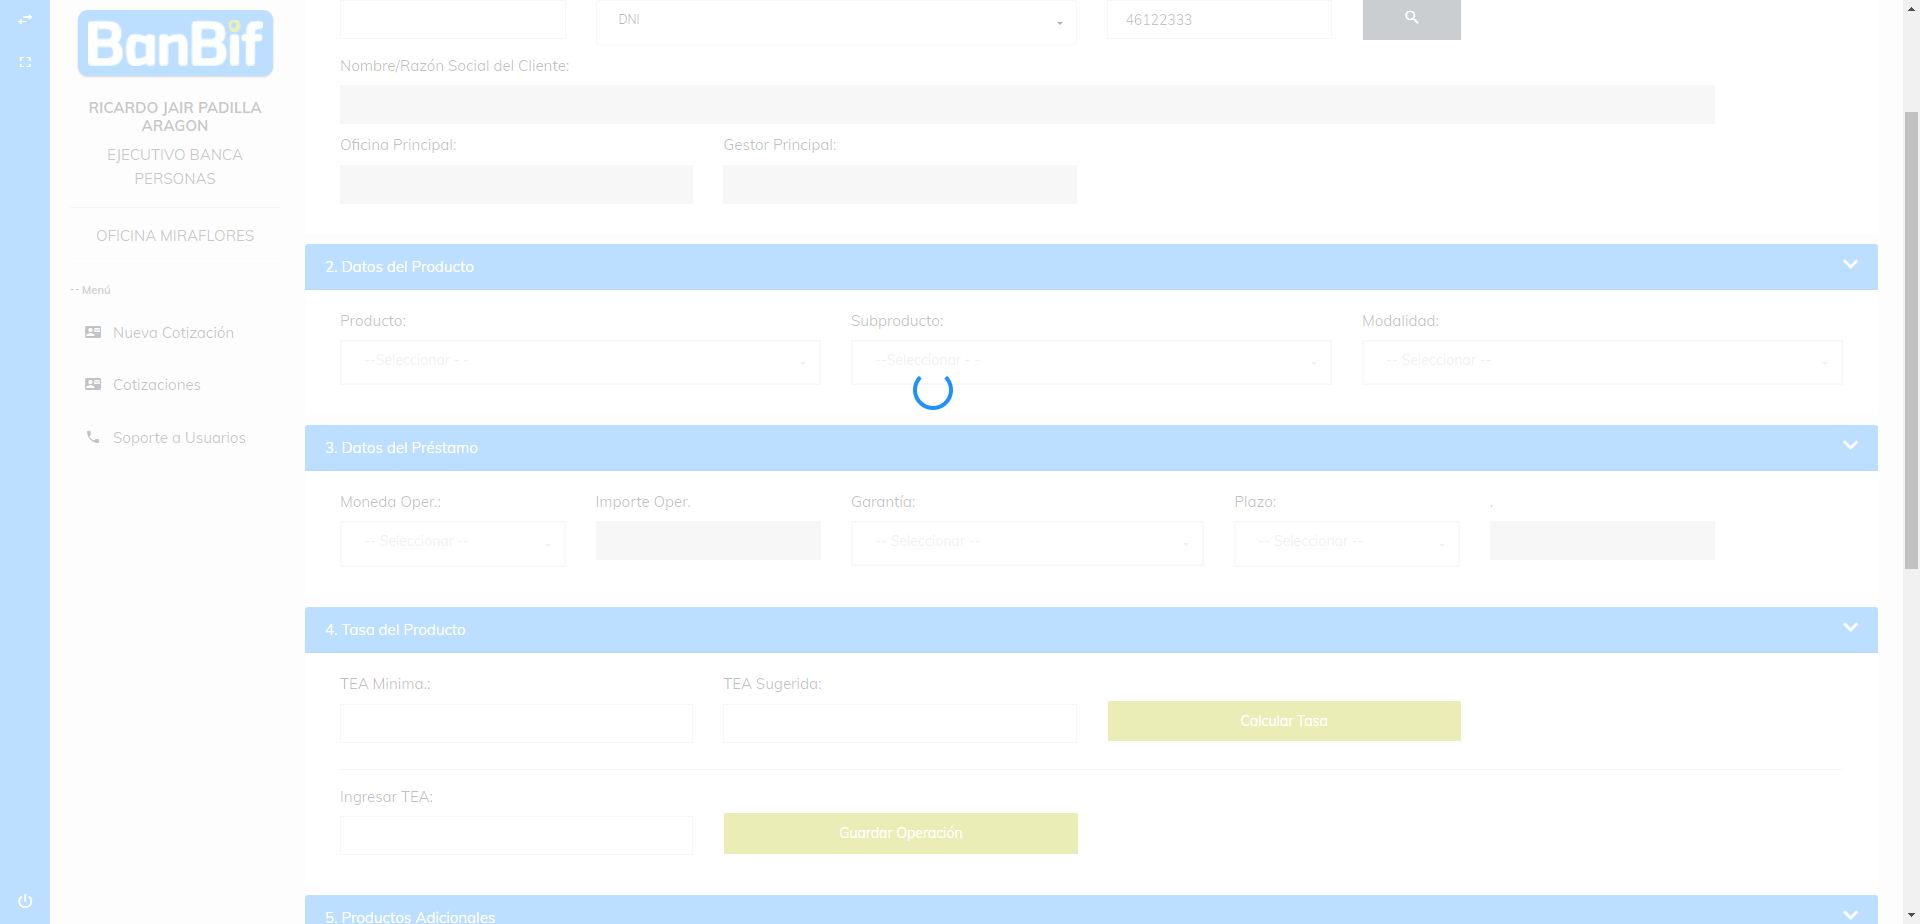 BanBif
RICARDO JAIR PADILLA
ARAGON
EJECUTIVO BANCA
PERSONAS
OFICINA MIRAFLORES
-- Menú
Nueva Cotización
Cotizaciones
Soporte a Usuarios
DNI
46122333
Nombre/Razón Social del Cliente:
Oficina Principal:
Gestor Principal:
2. Datos del Producto
Producto:
Subproducto:
Modalidad:
--Seleccionar - -
--Seleccionar - -
-- Seleccionar --
3. Datos del Préstamo
Moneda Oper.:
Importe Oper.
Garantía:
Plazo:
.
-- Seleccionar --
-- Seleccionar --
-- Seleccionar --
4. Tasa del Producto
TEA Minima.:
TEA Sugerida:
Calcular Tasa
Ingresar TEA:
Guardar Operación
5. Productos Adicionales